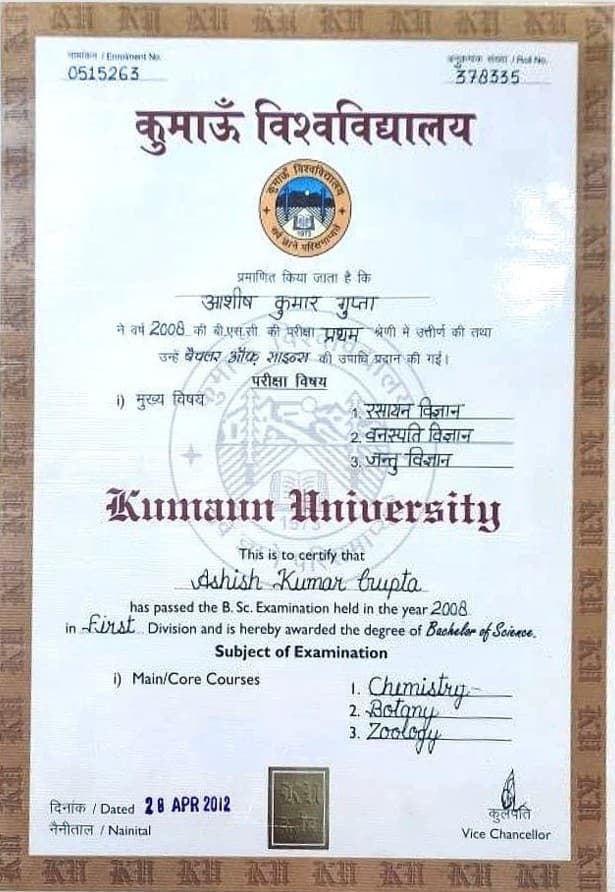 नामांकन / Enrolment No.
0515263
अनुक्रमांक संख्या / Roll No.
378335
कुमाऊँ विश्वविद्यालय
कुमाऊँ विश्वविद्यालय
1973
प्रमाणित किया जाता है कि
आशीष कुमार गुप्ता
ने वर्ष 2008 की बी.एस.सी. की परीक्षा प्रथम श्रेणी में उत्तीर्ण की तथा
उन्हें बैचलर ऑफ़ साइन्स की उपाधि प्रदान की गई।
परीक्षा विषय
i) मुख्य विषय
1. रसायन विज्ञान
2. वनस्पति विज्ञान
3. जन्तु विज्ञान
Kumaun University
1973
This is to certify that
Ashish Kumar Gupta
has passed the B. Sc. Examination held in the year 2008
in First Division and is hereby awarded the degree of Bachelor of Science.
Subject of Examination
i) Main/Core Courses
1. Chemistry
2. Botany
3. Zoology
दिनांक / Dated 28 APR 2012
नैनीताल / Nainital
कुलपति
Vice Chancellor